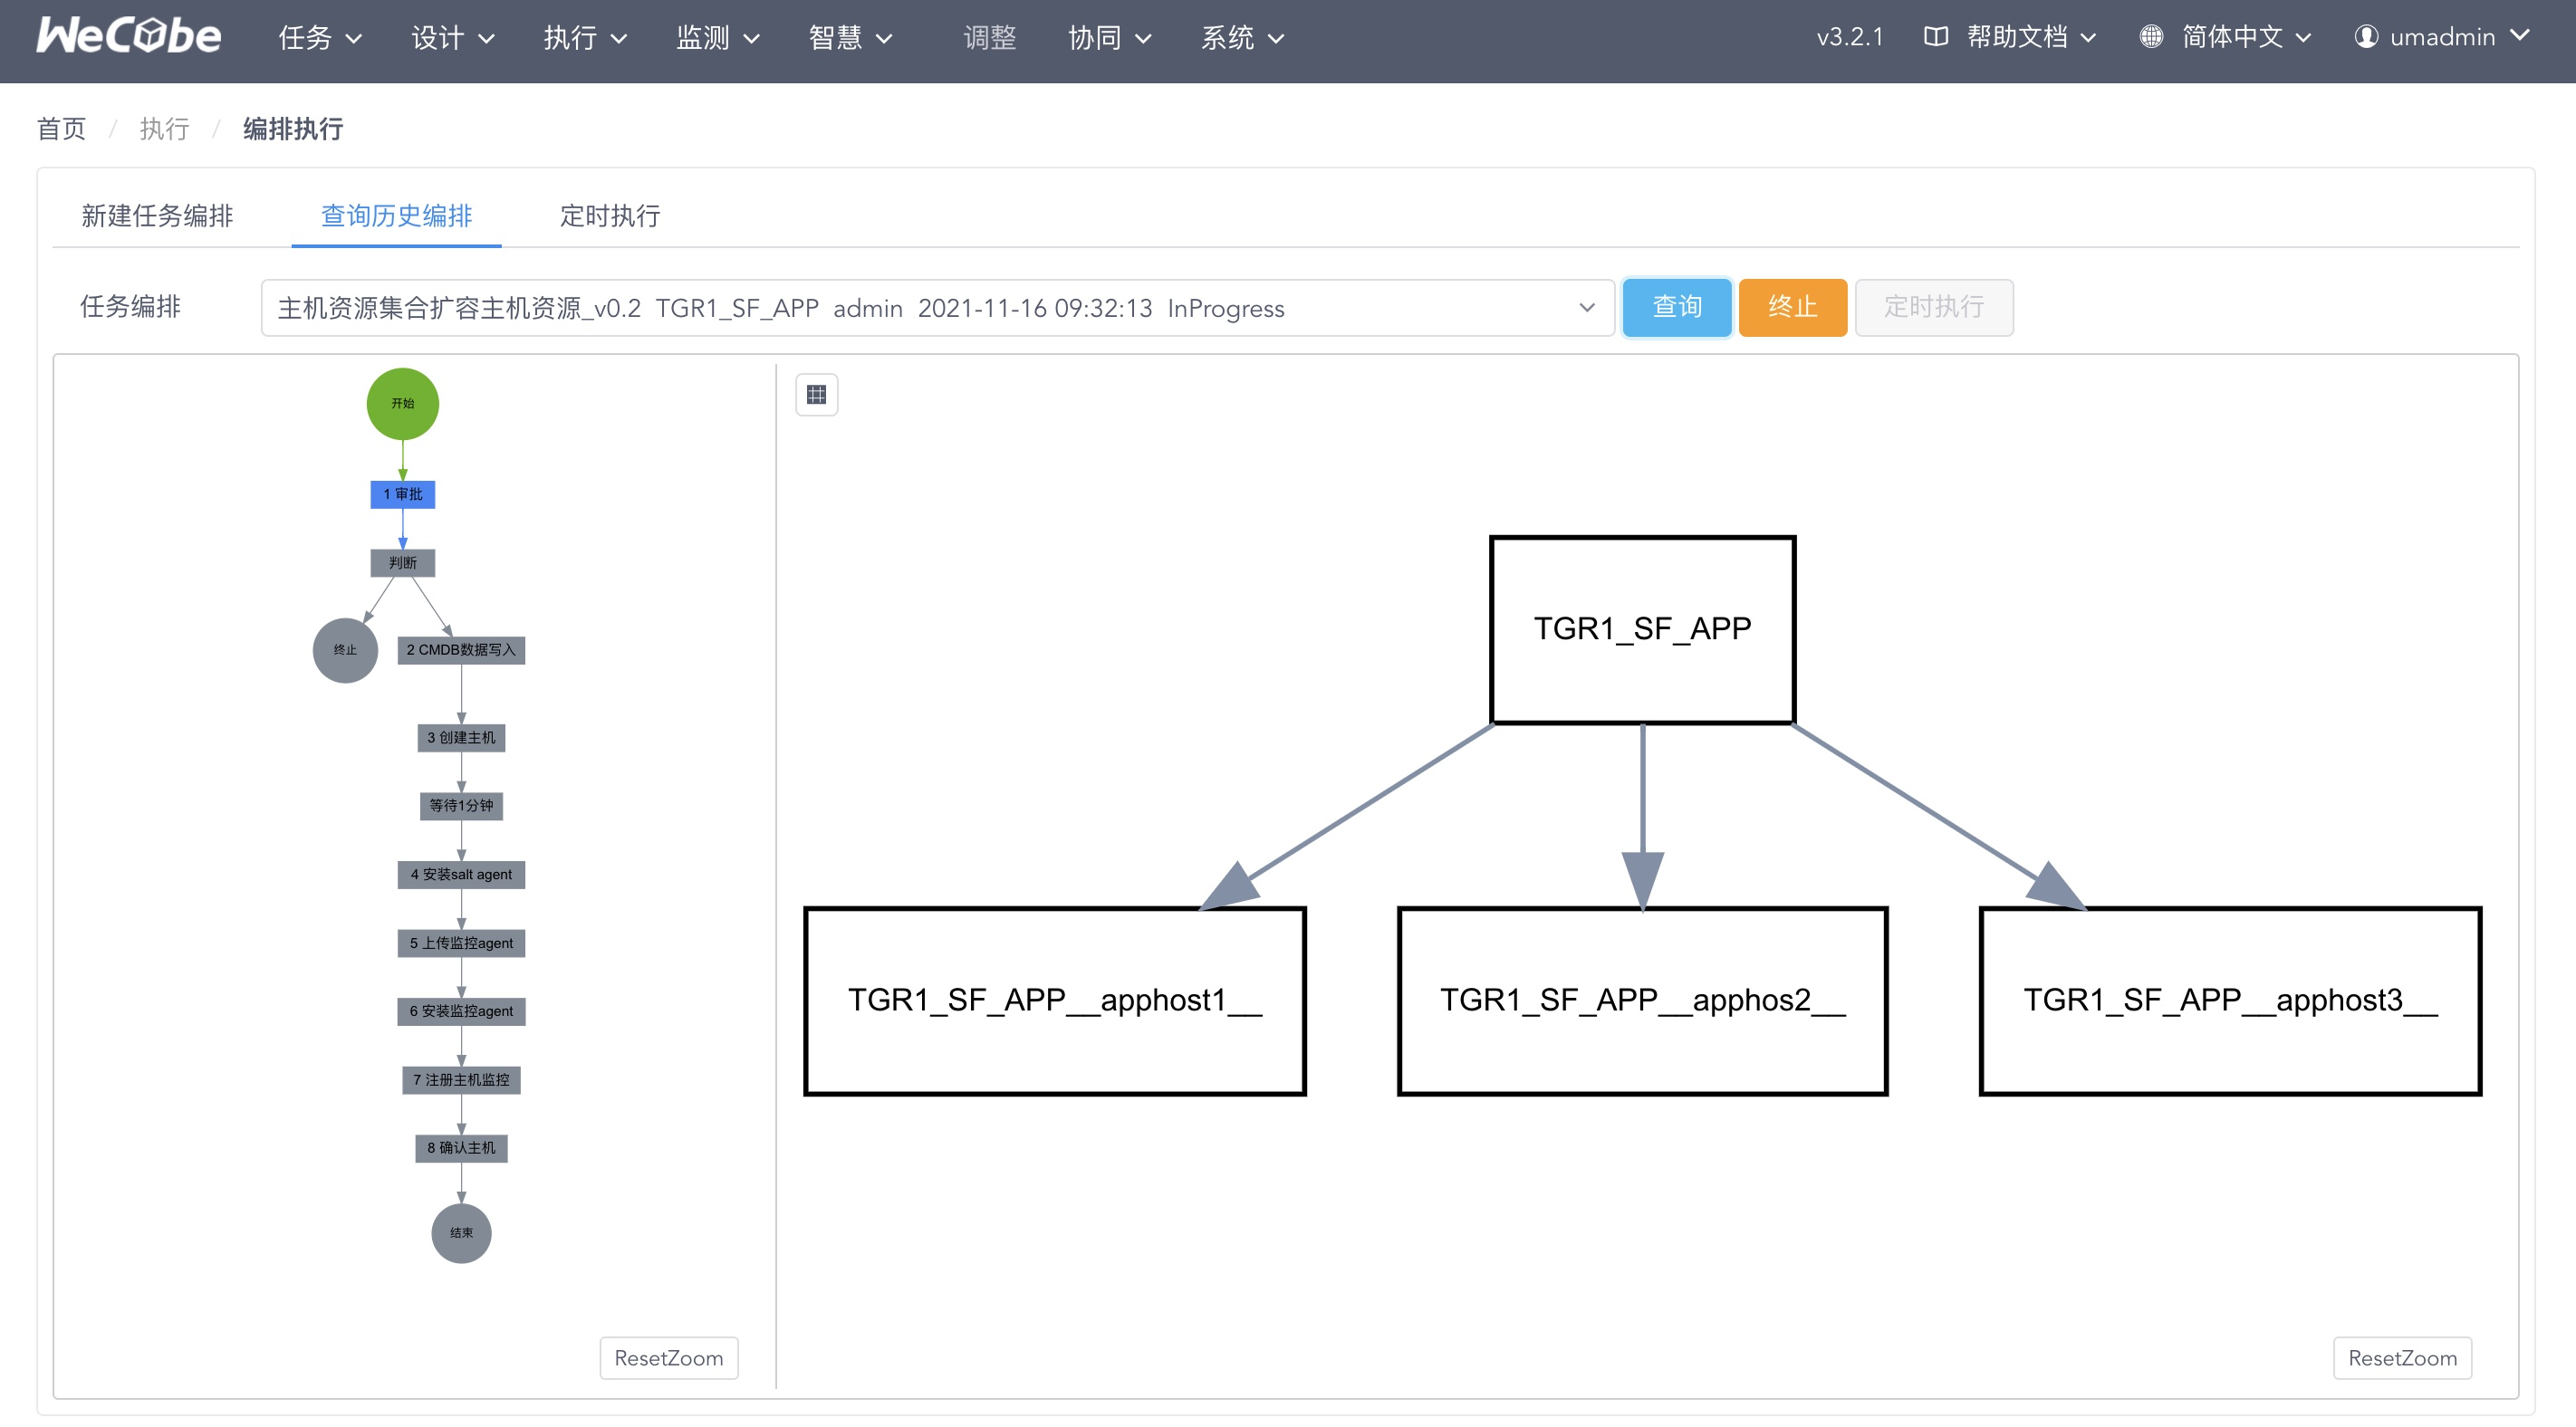 WeCube 任务 设计 执行 监测 智慧 调整 协同 系统 v3.2.1 帮助文档 简体中文 umadmin
首页 / 执行 / 编排执行
新建任务编排 查询历史编排 定时执行
任务编排 主机资源集合扩容主机资源_v0.2 TGR1_SF_APP admin 2021-11-16 09:32:13 InProgress 查询 终止 定时执行
开始
1 审批
判断
终止
2 CMDB数据写入
3 创建主机
等待1分钟
4 安装salt agent
5 上传监控agent
6 安装监控agent
7 注册主机监控
8 确认主机
结束
ResetZoom
TGR1_SF_APP
TGR1_SF_APP__apphost1__
TGR1_SF_APP__apphos2__
TGR1_SF_APP__apphost3__
ResetZoom